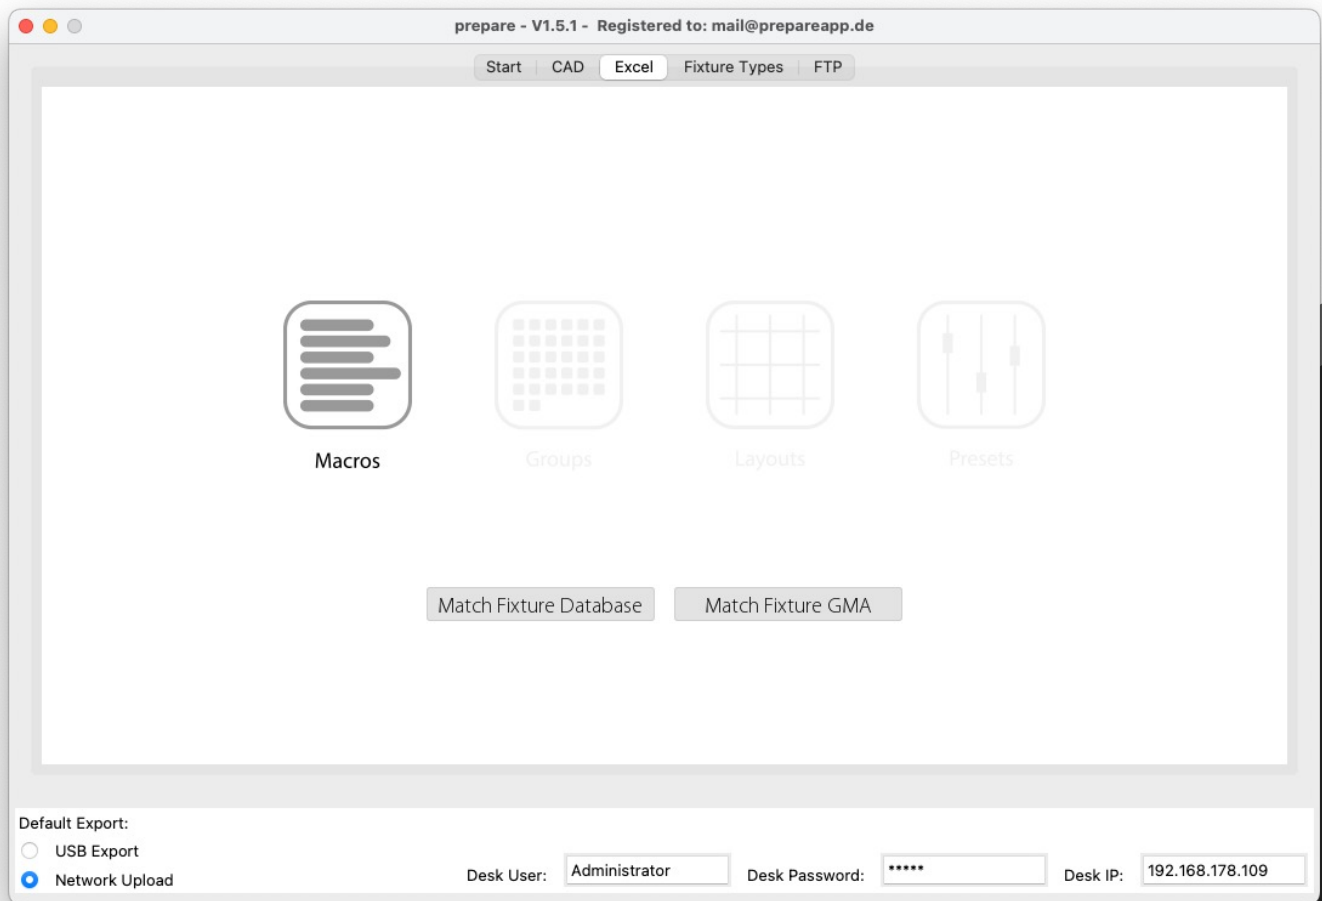 prepare - V1.5.1 - Registered to: mail@prepareapp.de
Start CAD Excel Fixture Types FTP
Macros Groups Layouts Presets
Match Fixture Database Match Fixture GMA
Default Export:
USB Export
Network Upload
Desk User: Administrator Desk Password: ***** Desk IP: 192.168.178.109